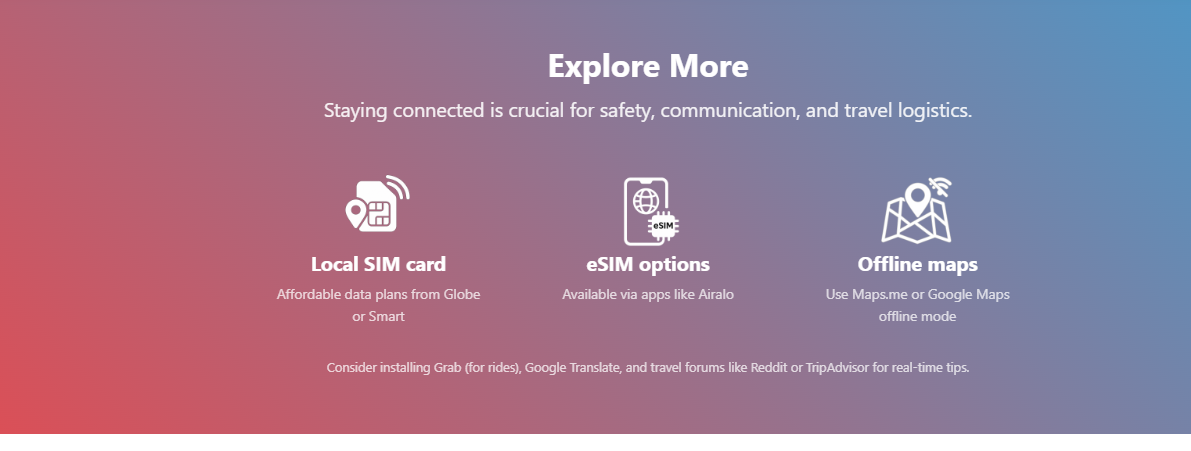 Explore More
Staying connected is crucial for safety, communication, and travel logistics.
eSIM
Local SIM card
eSIM options
Offline maps
Affordable data plans from Globe
or Smart
Available via apps like Airalo
Use Maps.me or Google Maps
offline mode
Consider installing Grab (for rides), Google Translate, and travel forums like Reddit or TripAdvisor for real-time tips.